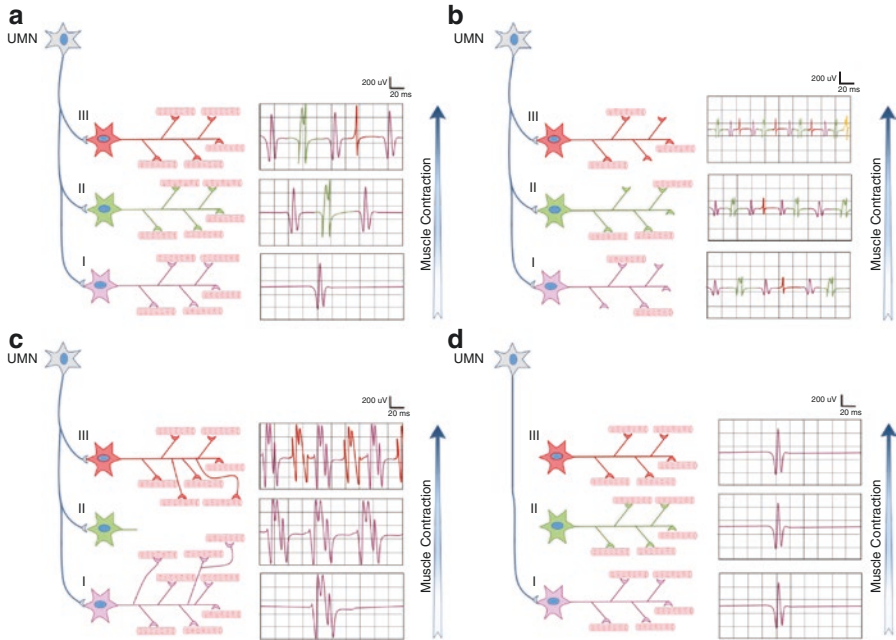 a
UMN
200 uV
20 ms
III
II
I
Muscle Contraction
b
UMN
200 uV
20 ms
III
II
I
Muscle Contraction
c
UMN
200 uV
20 ms
III
II
I
Muscle Contraction
d
UMN
200 uV
20 ms
III
II
I
Muscle Contraction